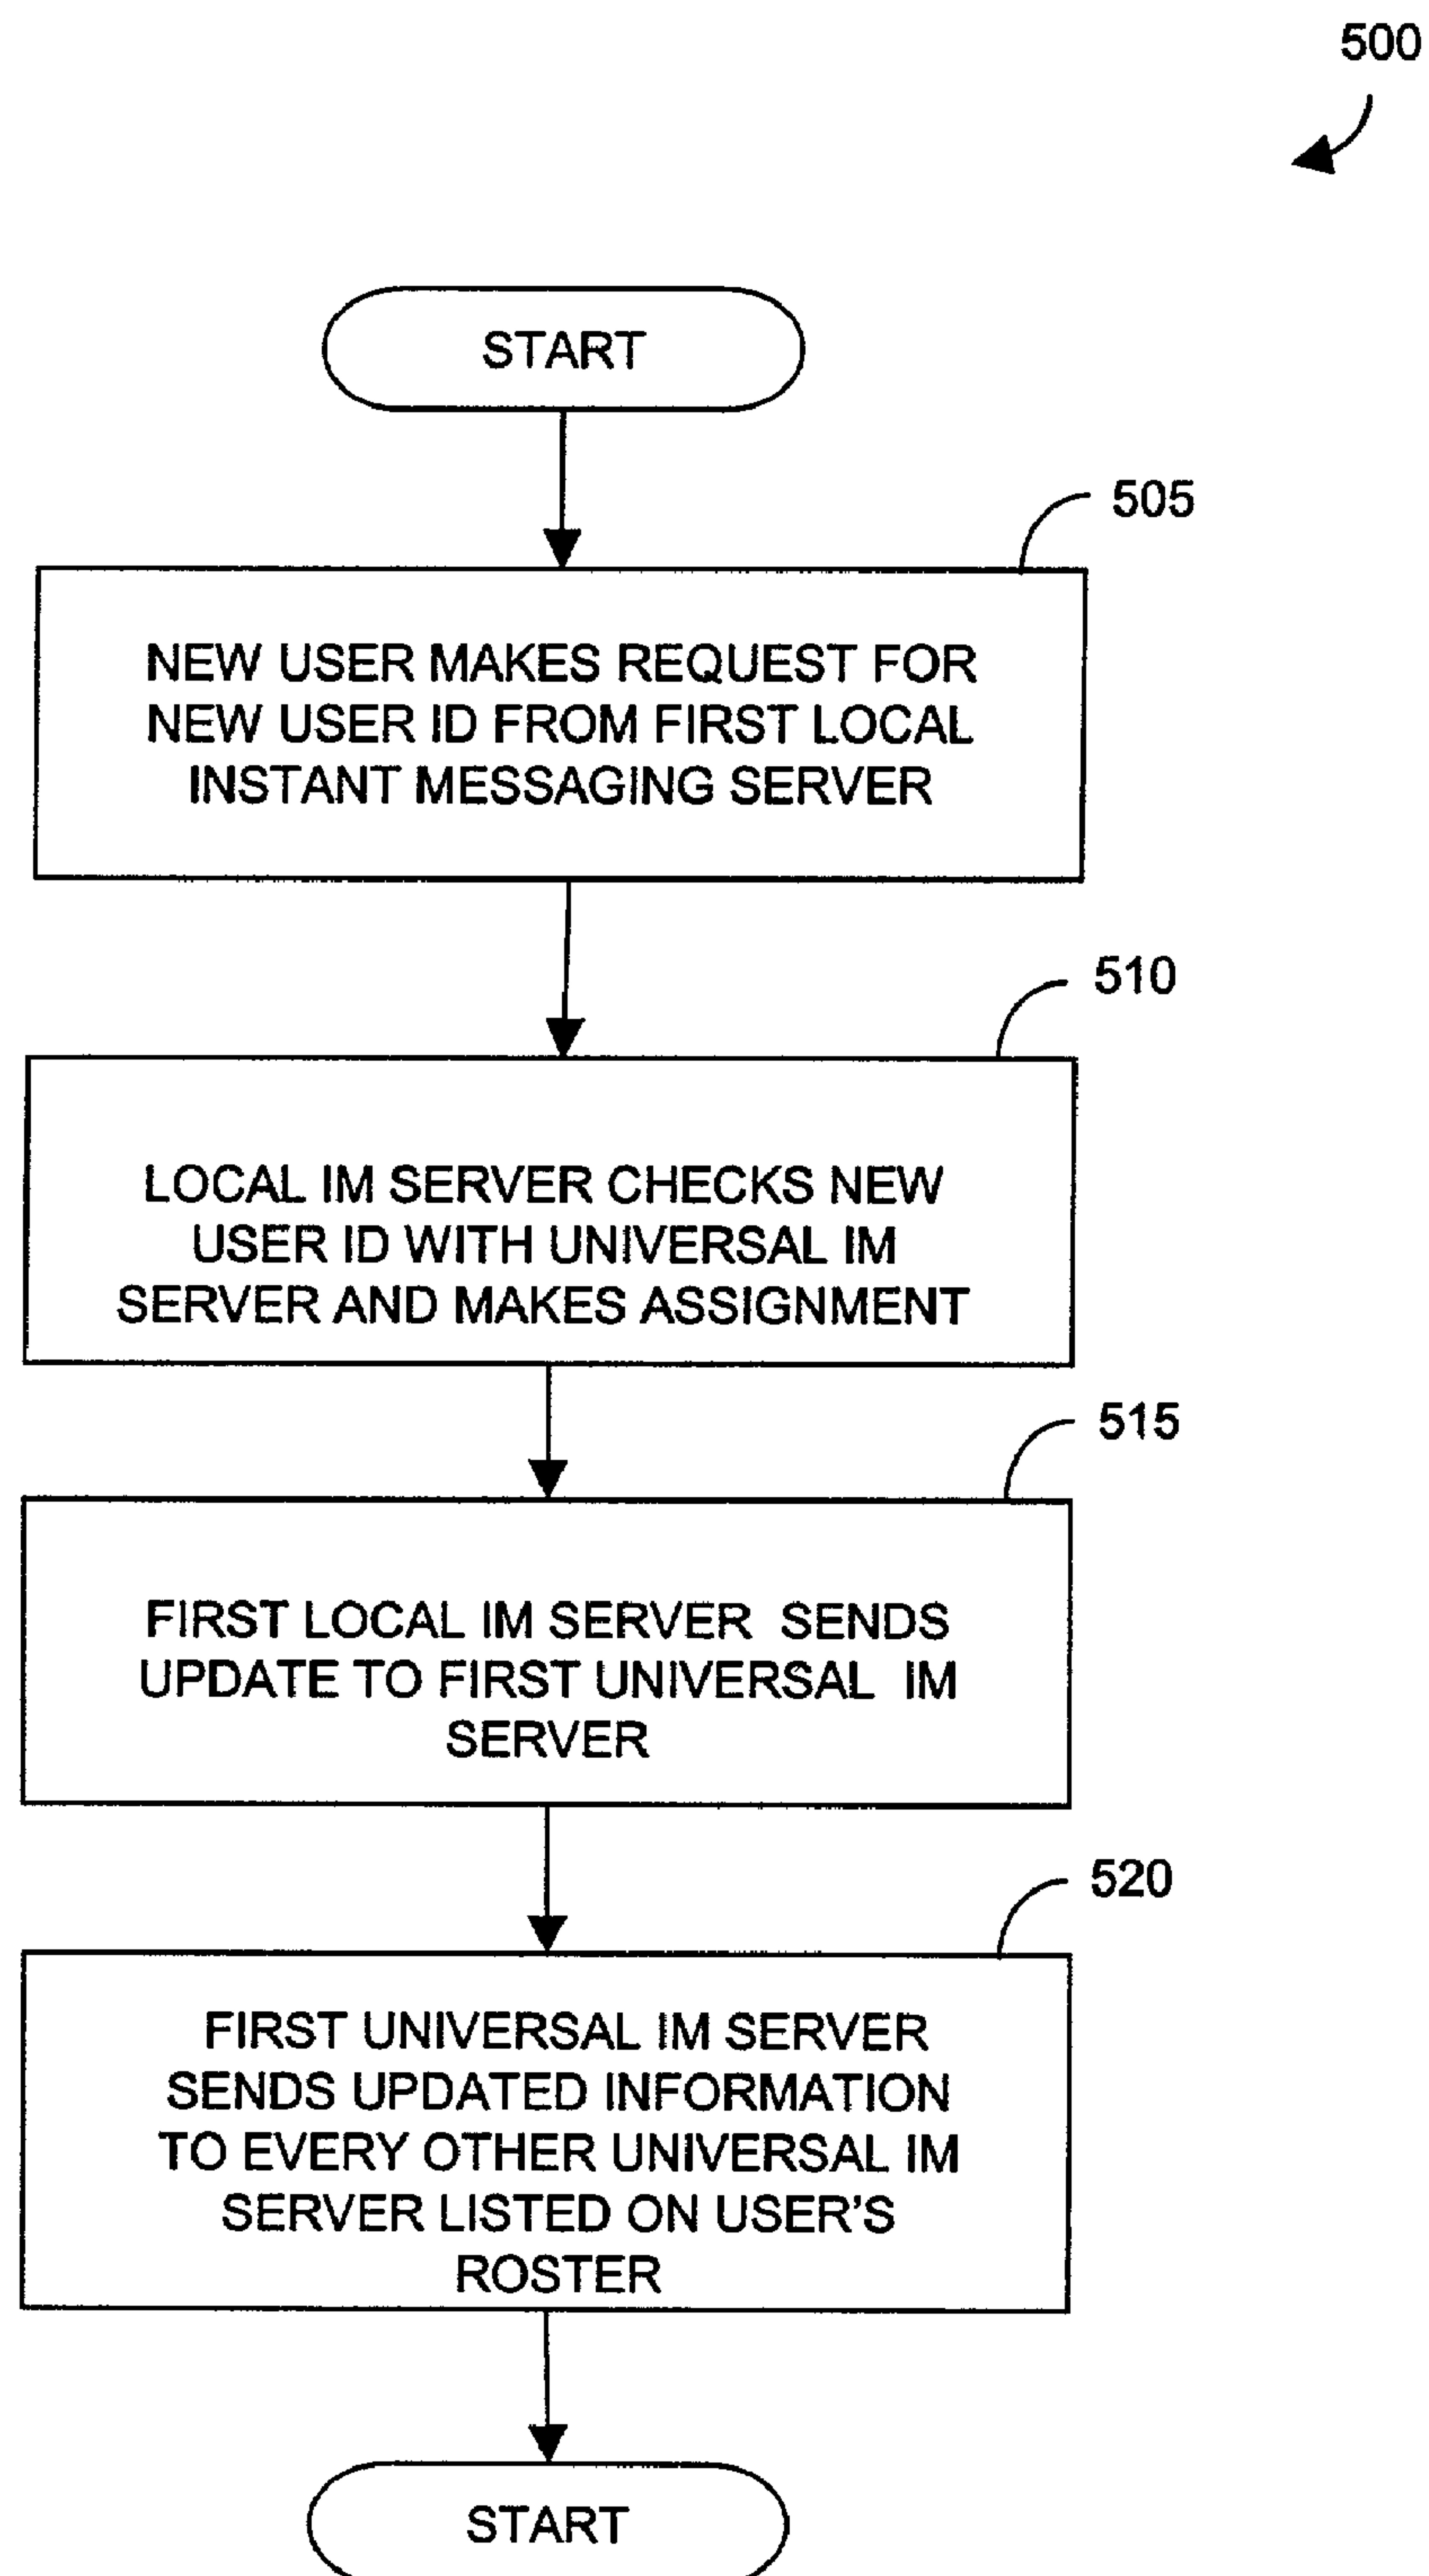 500
START
505
NEW USER MAKES REQUEST FOR
NEW USER ID FROM FIRST LOCAL
INSTANT MESSAGING SERVER
510
LOCAL IM SERVER CHECKS NEW
USER ID WITH UNIVERSAL IM
SERVER AND MAKES ASSIGNMENT
515
FIRST LOCAL IM SERVER SENDS
UPDATE TO FIRST UNIVERSAL IM
SERVER
520
FIRST UNIVERSAL IM SERVER
SENDS UPDATED INFORMATION
TO EVERY OTHER UNIVERSAL IM
SERVER LISTED ON USER'S
ROSTER
START